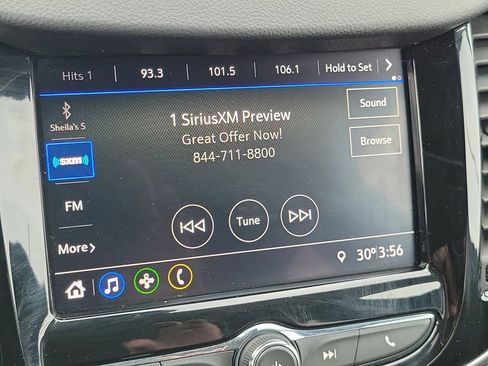 Hits 1 93.3 101.5 106.1 Hold to Set
Sheila's S
1 SiriusXM Preview
Great Offer Now!
844-711-8800
Sound
Browse
sxm
FM
More
Tune
30° 3:56